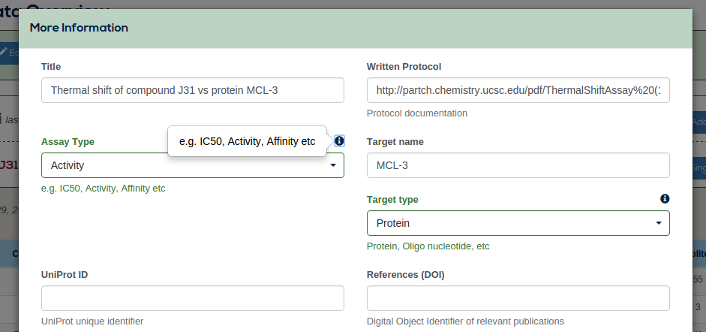 More Information
Title
Thermal shift of compound J31 vs protein MCL-3
Written Protocol
http://partch.chemistry.ucsc.edu/pdf/ThermalShiftAssay%20(1
Protocol documentation
Assay Type
e.g. IC50, Activity, Affinity etc
Activity
e.g. IC50, Activity, Affinity etc
Target name
MCL-3
Target type
Protein
Protein, Oligo nucleotide, etc
UniProt ID
UniProt unique identifier
References (DOI)
Digital Object Identifier of relevant publications
J31